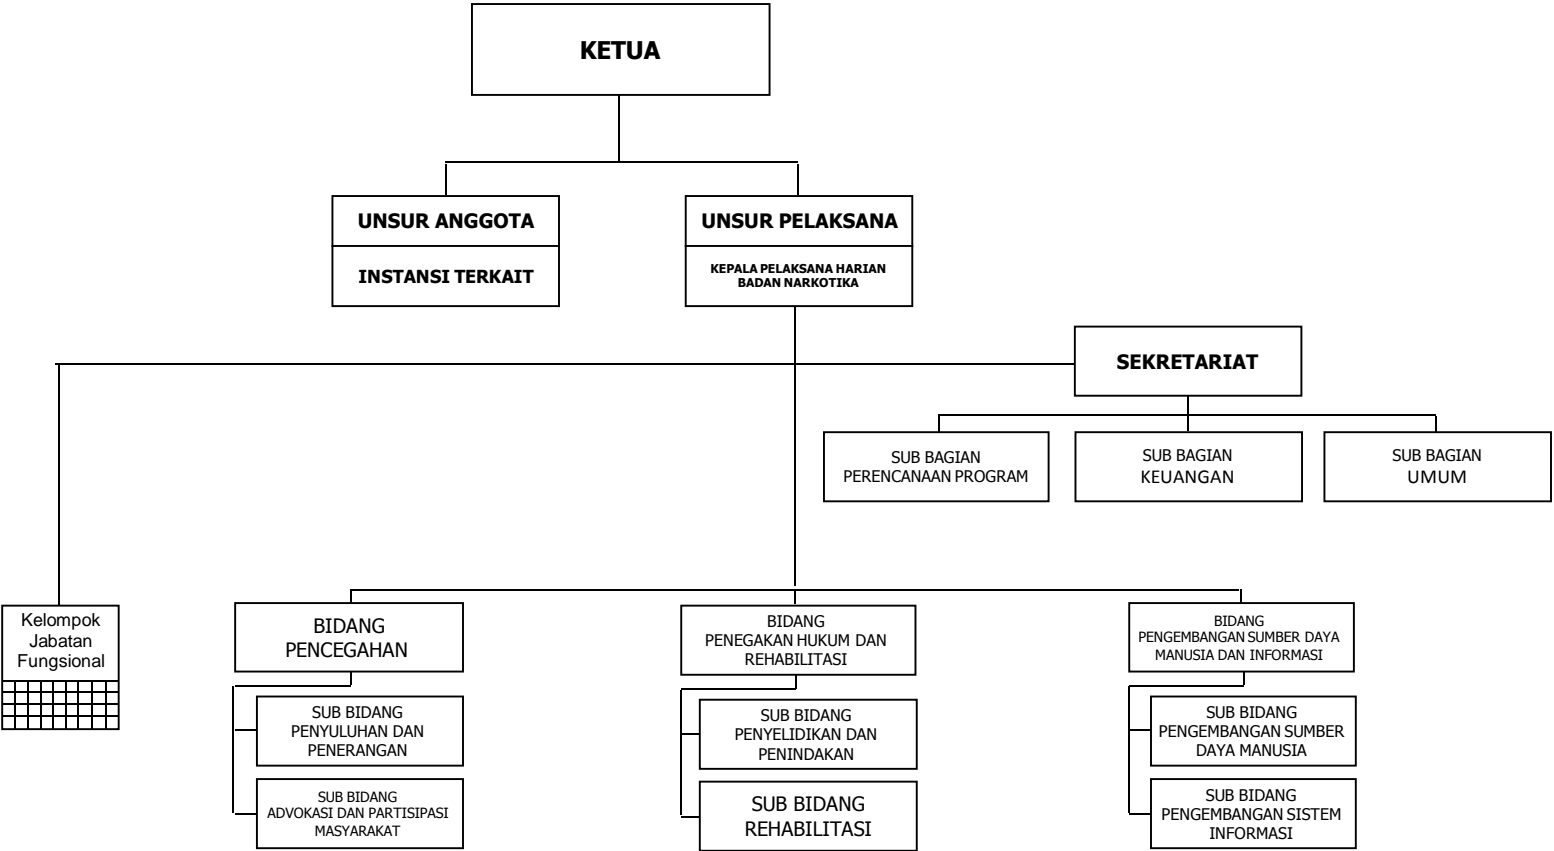 KETUA
UNSUR ANGGOTA
INSTANSI TERKAIT
UNSUR PELAKSANA
KEPALA PELAKSANA HARIAN
BADAN NARKOTIKA
SEKRETARIAT
SUB BAGIAN
PERENCANAAN PROGRAM
SUB BAGIAN
KEUANGAN
SUB BAGIAN
UMUM
Kelompok
Jabatan
Fungsional
BIDANG
PENCEGAHAN
SUB BIDANG
PENYULUHAN DAN
PENERANGAN
SUB BIDANG
ADVOKASI DAN PARTISIPASI
MASYARAKAT
BIDANG
PENEGAKAN HUKUM DAN
REHABILITASI
SUB BIDANG
PENYELIDIKAN DAN
PENINDAKAN
SUB BIDANG
REHABILITASI
BIDANG
PENGEMBANGAN SUMBER DAYA
MANUSIA DAN INFORMASI
SUB BIDANG
PENGEMBANGAN SUMBER
DAYA MANUSIA
SUB BIDANG
PENGEMBANGAN SISTEM
INFORMASI